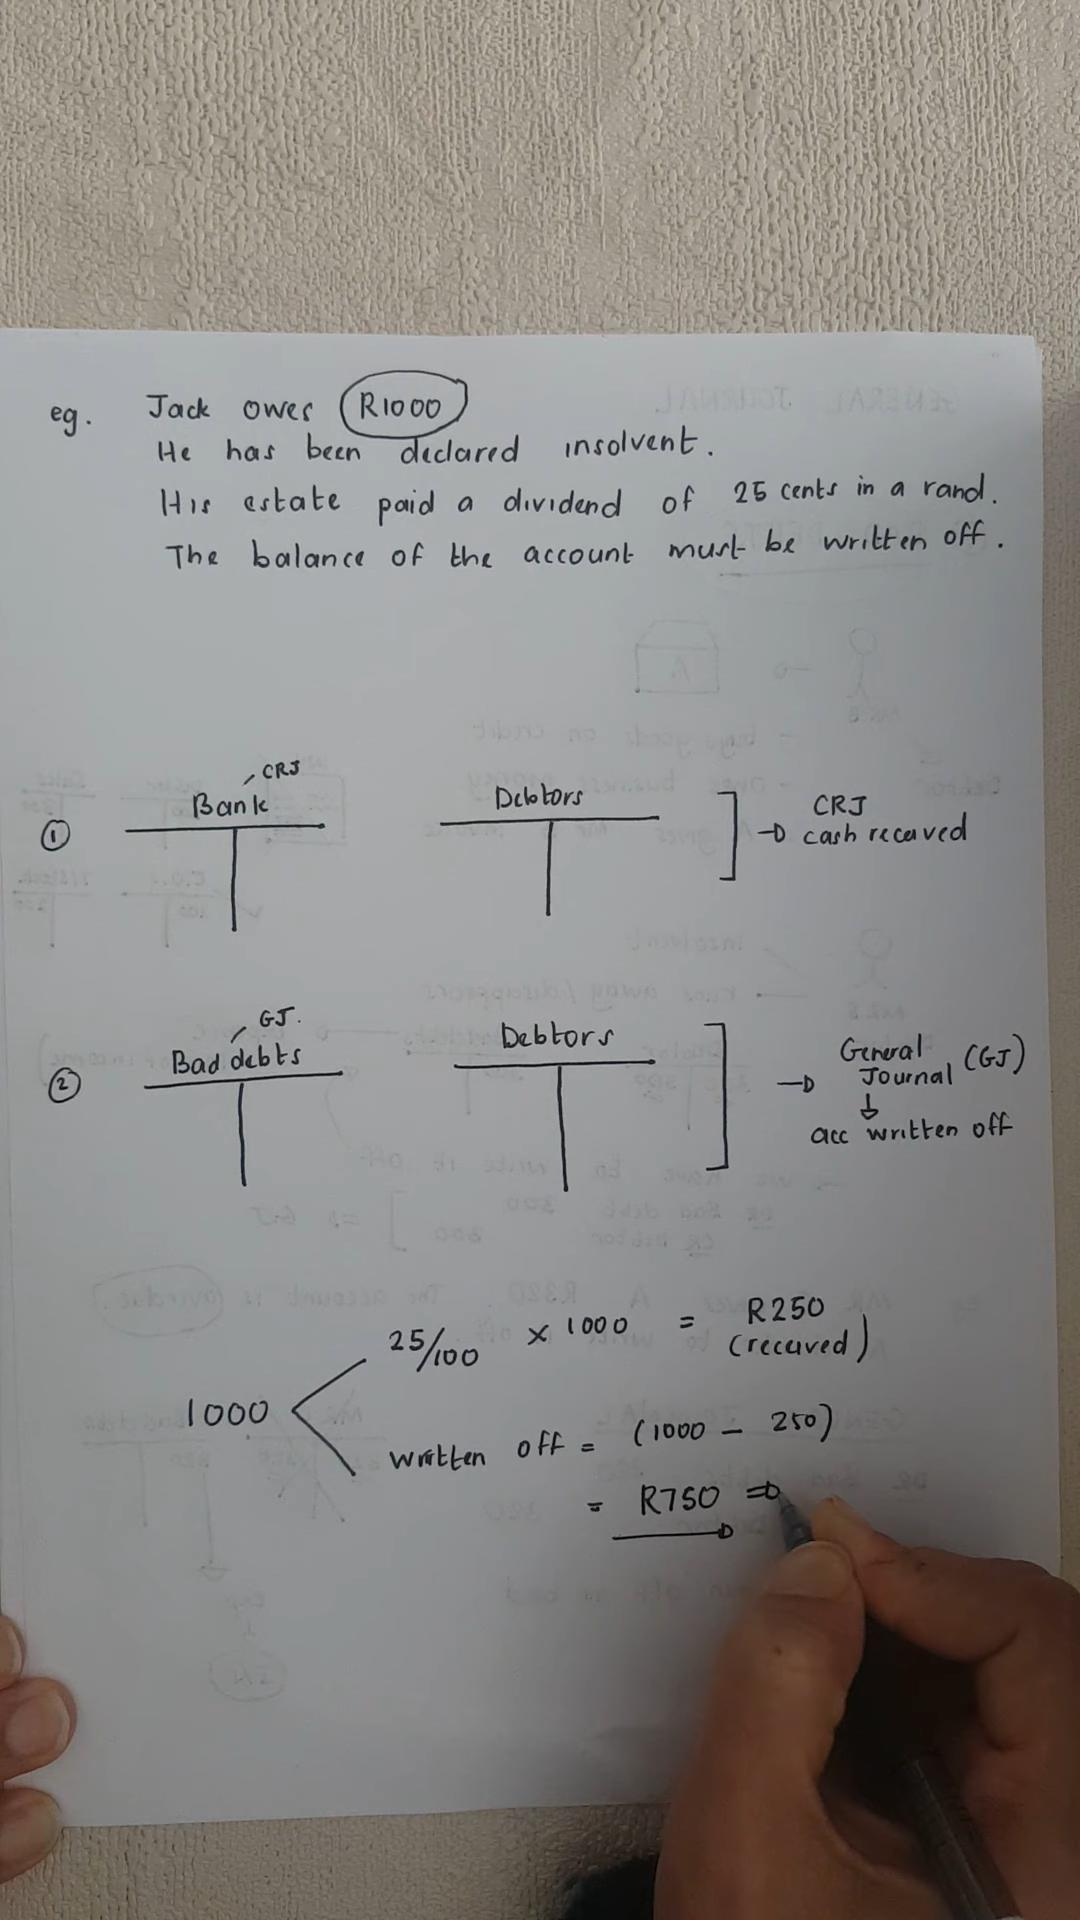 eg. Jack owes R1000
He has been declared insolvent.
His estate paid a dividend of 25 cents in a rand.
The balance of the account must be written off.
CRJ
Bank
Debtors
CRJ
① cash received
GJ.
Bad debts
Debtors
②
General
Journal (GJ)
acc written off
25/100 x 1000 = R250
(received)
1000
written off = (1000 - 250)
= R750 ⇒